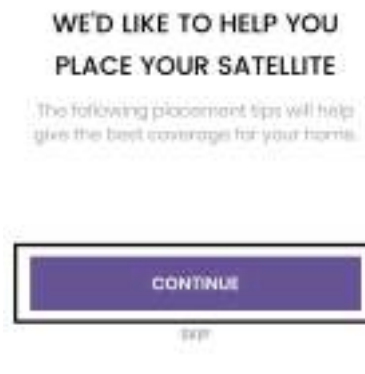 WE'D LIKE TO HELP YOU
PLACE YOUR SATELLITE
The following placement tips will help
give the best coverage for your home.
CONTINUE
SKIP